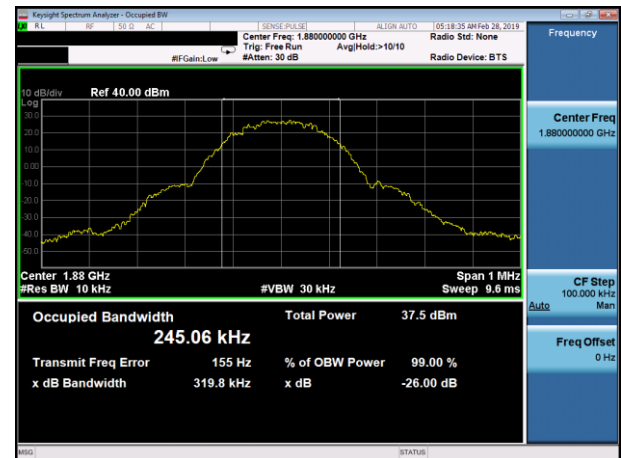 Keysight Spectrum Analyzer - Occupied BW
RL RF 50 Ω AC SENSE:PULSE ALIGN AUTO 05:18:35 AM Feb 28, 2019
Center Freq: 1.880000000 GHz Radio Std: None
Trig: Free Run Avg|Hold:>10/10
#IFGain:Low #Atten: 30 dB Radio Device: BTS
Frequency
10 dB/div Ref 40.00 dBm
Log
30.0
20.0
10.0
0.00
-10.0
-20.0
-30.0
-40.0
-50.0
Center 1.88 GHz Span 1 MHz
#Res BW 10 kHz #VBW 30 kHz Sweep 9.6 ms
Occupied Bandwidth Total Power 37.5 dBm
245.06 kHz
Transmit Freq Error 155 Hz % of OBW Power 99.00 %
x dB Bandwidth 319.8 kHz x dB -26.00 dB
Center Freq
1.880000000 GHz
CF Step
100.000 kHz
Auto Man
Freq Offset
0 Hz
MSG STATUS